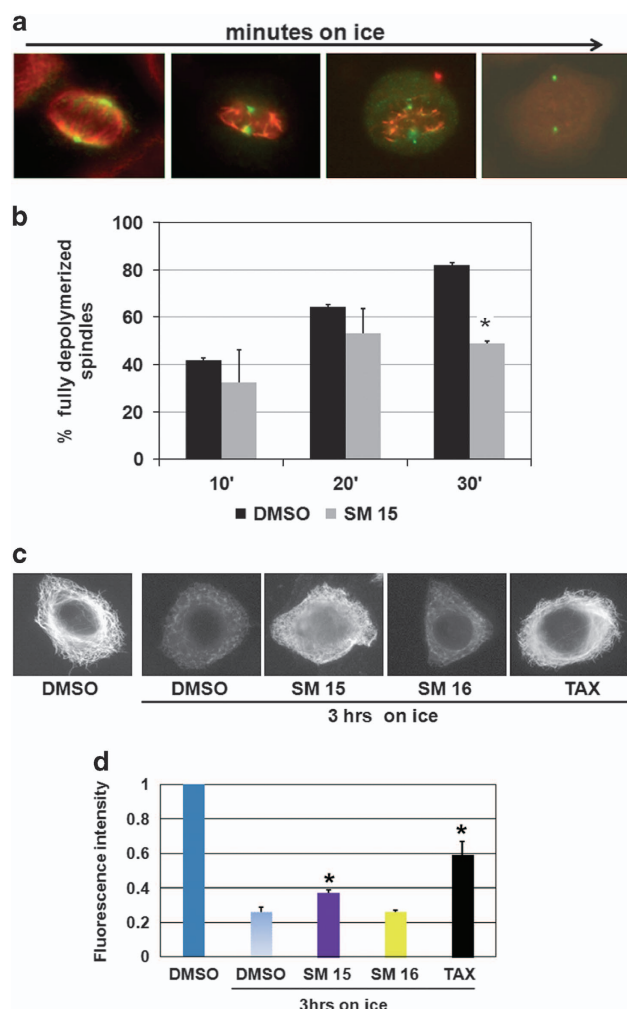 a
minutes on ice
b
% fully depolymerized
spindles
100
80
60
40
20
0
*
10' 20' 30'
DMSO SM 15
c
DMSO DMSO SM 15 SM 16 TAX
3 hrs on ice
d
Fluorescence intensity
1
0.8
0.6
0.4
0.2
0
* *
DMSO DMSO SM 15 SM 16 TAX
3hrs on ice